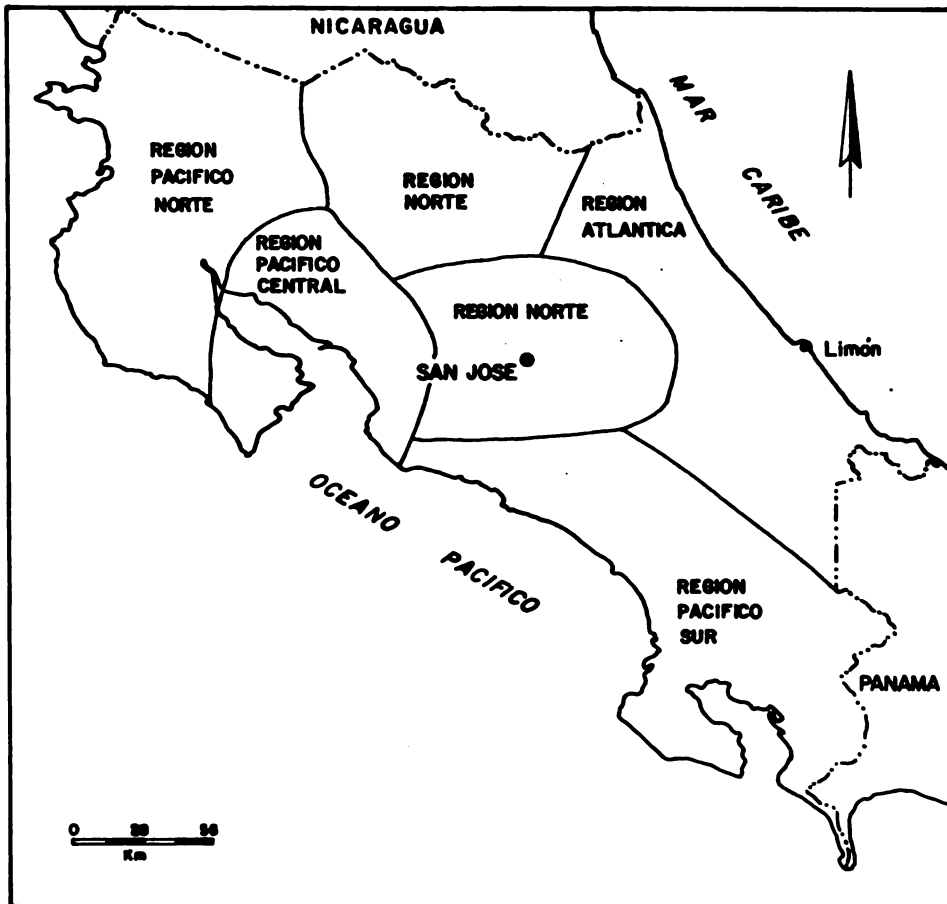 NICARAGUA
MAR
CARIBE
REGION
PACIFICO
NORTE
REGION
NORTE
REGION
ATLANTICA
REGION
PACIFICO
CENTRAL
REGION NORTE
SAN JOSE
Limón
OCEANO
PACIFICO
REGION
PACIFICO
SUR
PANAMA
0
Km